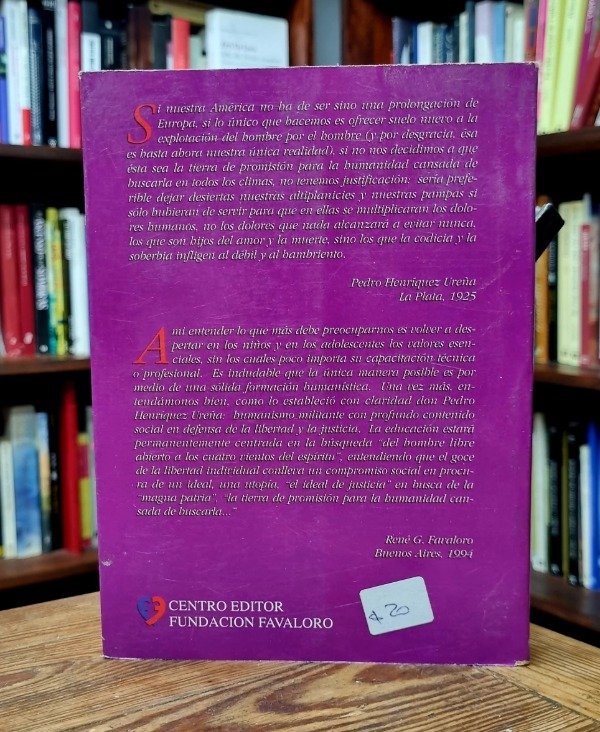 Si nuestra América no ha de ser sino una prolongación de
Europa, si lo único que hacemos es ofrecer suelo nuevo a la
explotación del hombre por el hombre (y por desgracia, ésa
es hasta ahora nuestra única realidad), si no nos decidimos a que
ésta sea la tierra de promisión para la humanidad cansada de
buscarla en todos los climas, no tenemos justificación: sería prefe-
rible dejar desiertas nuestras altiplanicies y nuestras pampas si
sólo hubieran de servir para que en ellas se multiplicaran los dolo-
res humanos, no los dolores que nada alcanzará a evitar nunca,
los que son hijos del amor y la muerte, sino los que la codicia y la
soberbia infligen al débil y al hambriento.
Pedro Henríquez Ureña
La Plata, 1925
A mi entender lo que más debe preocuparnos es volver a des-
pertar en los niños y en los adolescentes los valores esen-
ciales, sin los cuales poco importa su capacitación técnica
o profesional. Es indudable que la única manera posible es por
medio de una sólida formación humanística. Una vez más, en-
tendámonos bien, como lo estableció con claridad don Pedro
Henríquez Ureña: humanismo militante con profundo contenido
social en defensa de la libertad y la justicia. La educación estará
permanentemente centrada en la búsqueda "del hombre libre
abierto a los cuatro vientos del espíritu", entendiendo que el goce
de la libertad individual conlleva un compromiso social en procu-
ra de un ideal, una utopía, "el ideal de justicia" en busca de la
"magna patria", "la tierra de promisión para la humanidad can-
sada de buscarla..."
René G. Favaloro
Buenos Aires, 1994
CENTRO EDITOR
FUNDACION FAVALORO
20